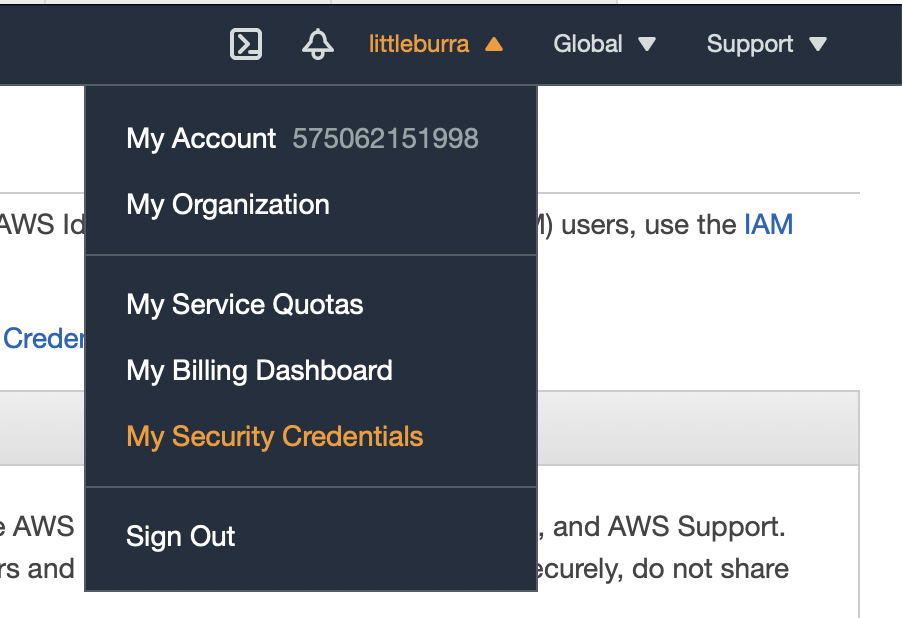 littleburra Global Support
My Account 575062151998
My Organization
AWS Id M) users, use the IAM
My Service Quotas
Creder
My Billing Dashboard
My Security Credentials
e AWS , and AWS Support.
Sign Out
rs and ecurely, do not share